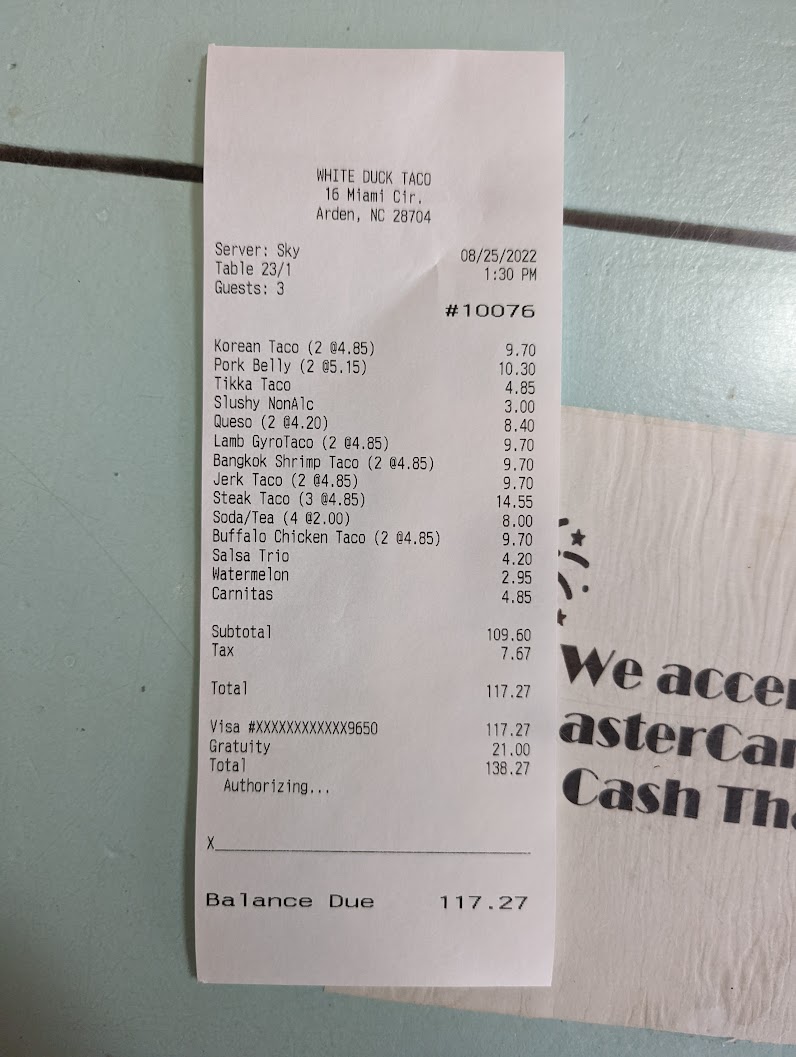 WHITE DUCK TACO
16 Miami Cir.
Arden, NC 28704
Server: Sky 08/25/2022
Table 23/1 1:30 PM
Guests: 3
#10076
Korean Taco (2 @4.85) 9.70
Pork Belly (2 @5.15) 10.30
Tikka Taco 4.85
Slushy NonAlc 3.00
Queso (2 @4.20) 8.40
Lamb GyroTaco (2 @4.85) 9.70
Bangkok Shrimp Taco (2 @4.85) 9.70
Jerk Taco (2 @4.85) 9.70
Steak Taco (3 @4.85) 14.55
Soda/Tea (4 @2.00) 8.00
Buffalo Chicken Taco (2 @4.85) 9.70
Salsa Trio 4.20
Watermelon 2.95
Carnitas 4.85
Subtotal 109.60
Tax 7.67
Total 117.27
Visa #XXXXXXXXXXXX9650 117.27
Gratuity 21.00
Total 138.27
Authorizing...
X
Balance Due 117.27
We acce
asterCar
Cash Th